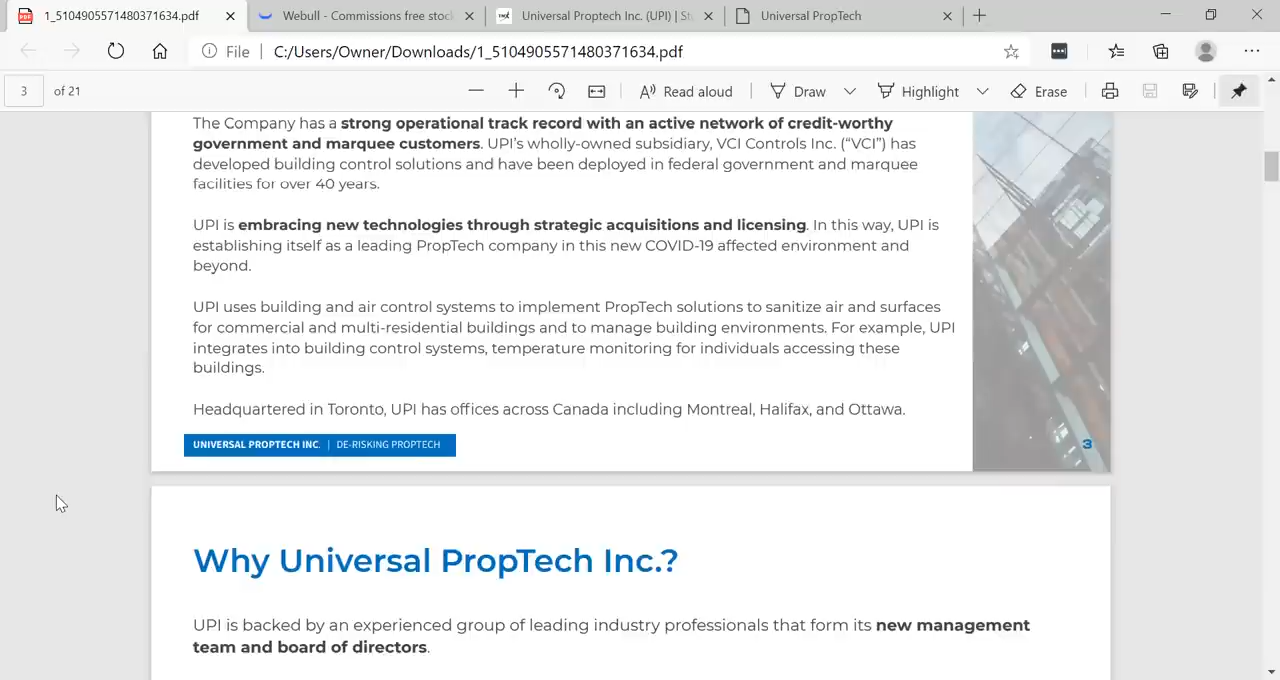 1_5104905571480371634.pdf
Webull - Commissions free stoc
Universal Proptech Inc. (UPI) | St
Universal PropTech
File
C:/Users/Owner/Downloads/1_5104905571480371634.pdf
3 of 21
Read aloud
Draw
Highlight
Erase
The Company has a strong operational track record with an active network of credit-worthy
government and marquee customers. UPI’s wholly-owned subsidiary, VCI Controls Inc. (“VCI”) has
developed building control solutions and have been deployed in federal government and marquee
facilities for over 40 years.
UPI is embracing new technologies through strategic acquisitions and licensing. In this way, UPI is
establishing itself as a leading PropTech company in this new COVID-19 affected environment and
beyond.
UPI uses building and air control systems to implement PropTech solutions to sanitize air and surfaces
for commercial and multi-residential buildings and to manage building environments. For example, UPI
integrates into building control systems, temperature monitoring for individuals accessing these
buildings.
Headquartered in Toronto, UPI has offices across Canada including Montreal, Halifax, and Ottawa.
UNIVERSAL PROPTECH INC. | DE-RISKING PROPTECH
3
Why Universal PropTech Inc.?
UPI is backed by an experienced group of leading industry professionals that form its new management
team and board of directors.